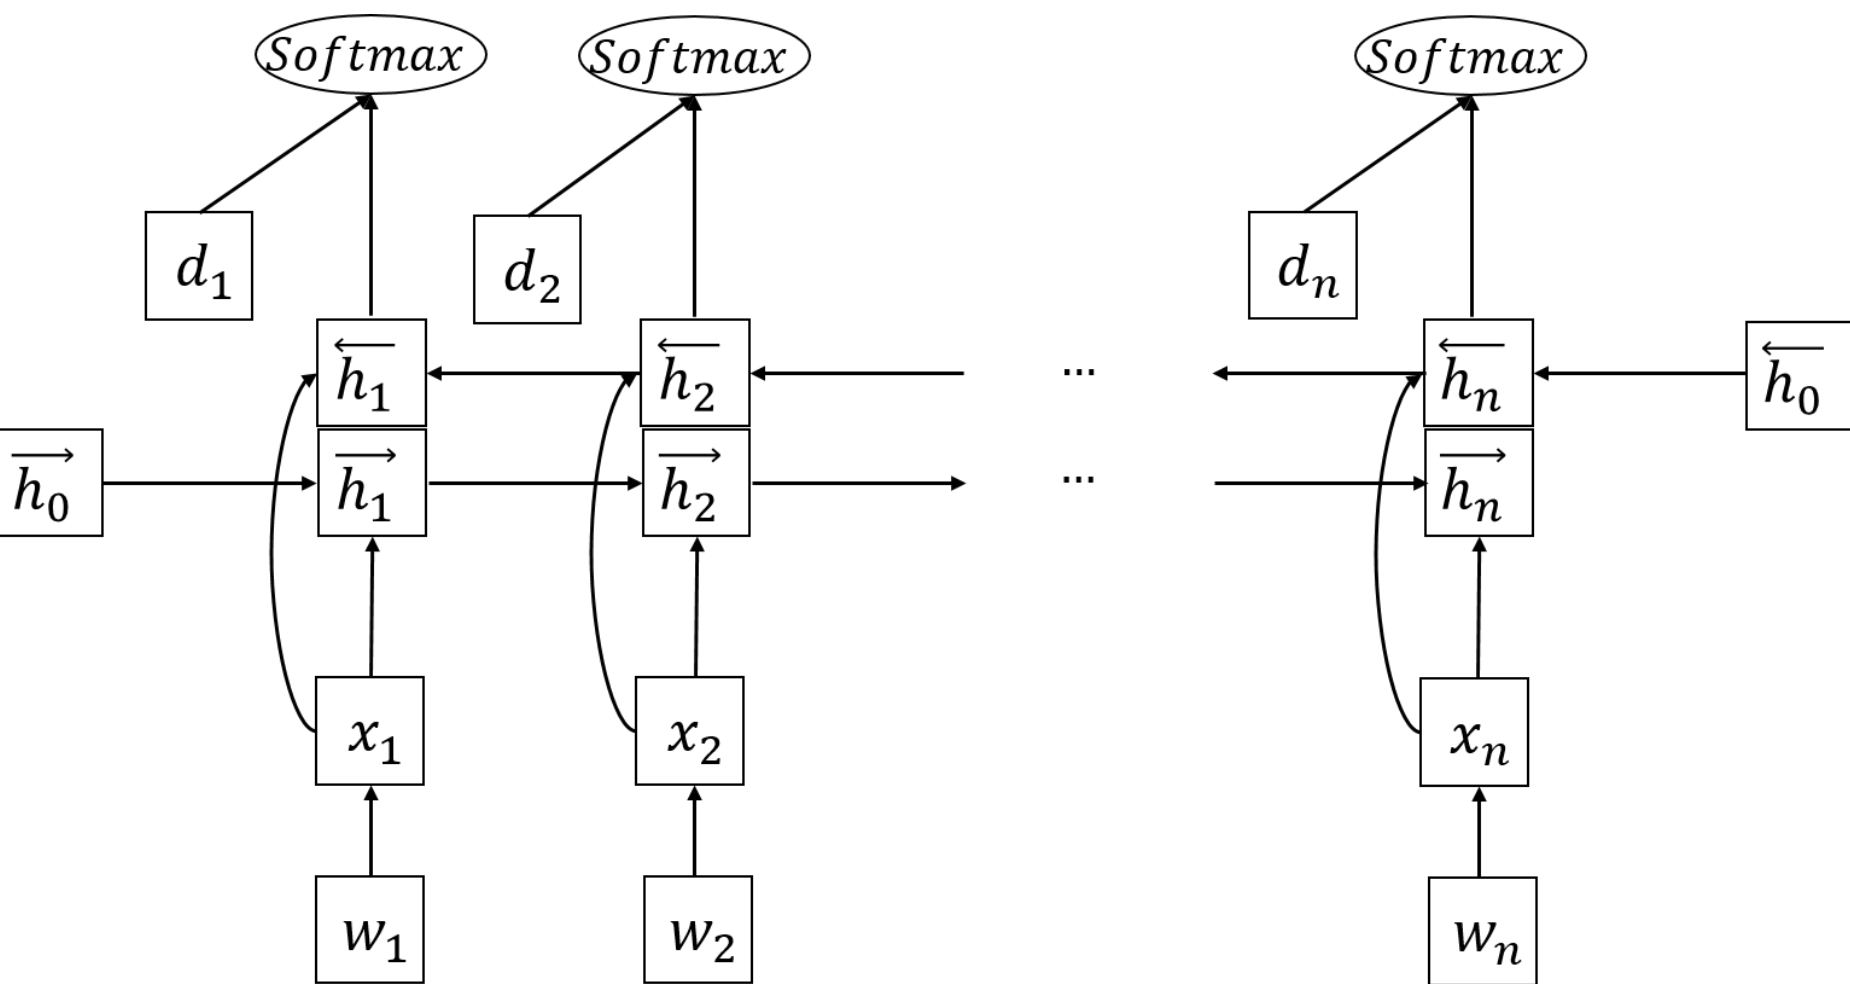 Softmax Softmax Softmax
d₁ d₂ dₙ
←h₁ ←h₂ ... ←hₙ ←h₀
→h₀ →h₁ →h₂ ... →hₙ
x₁ x₂ xₙ
w₁ w₂ wₙ